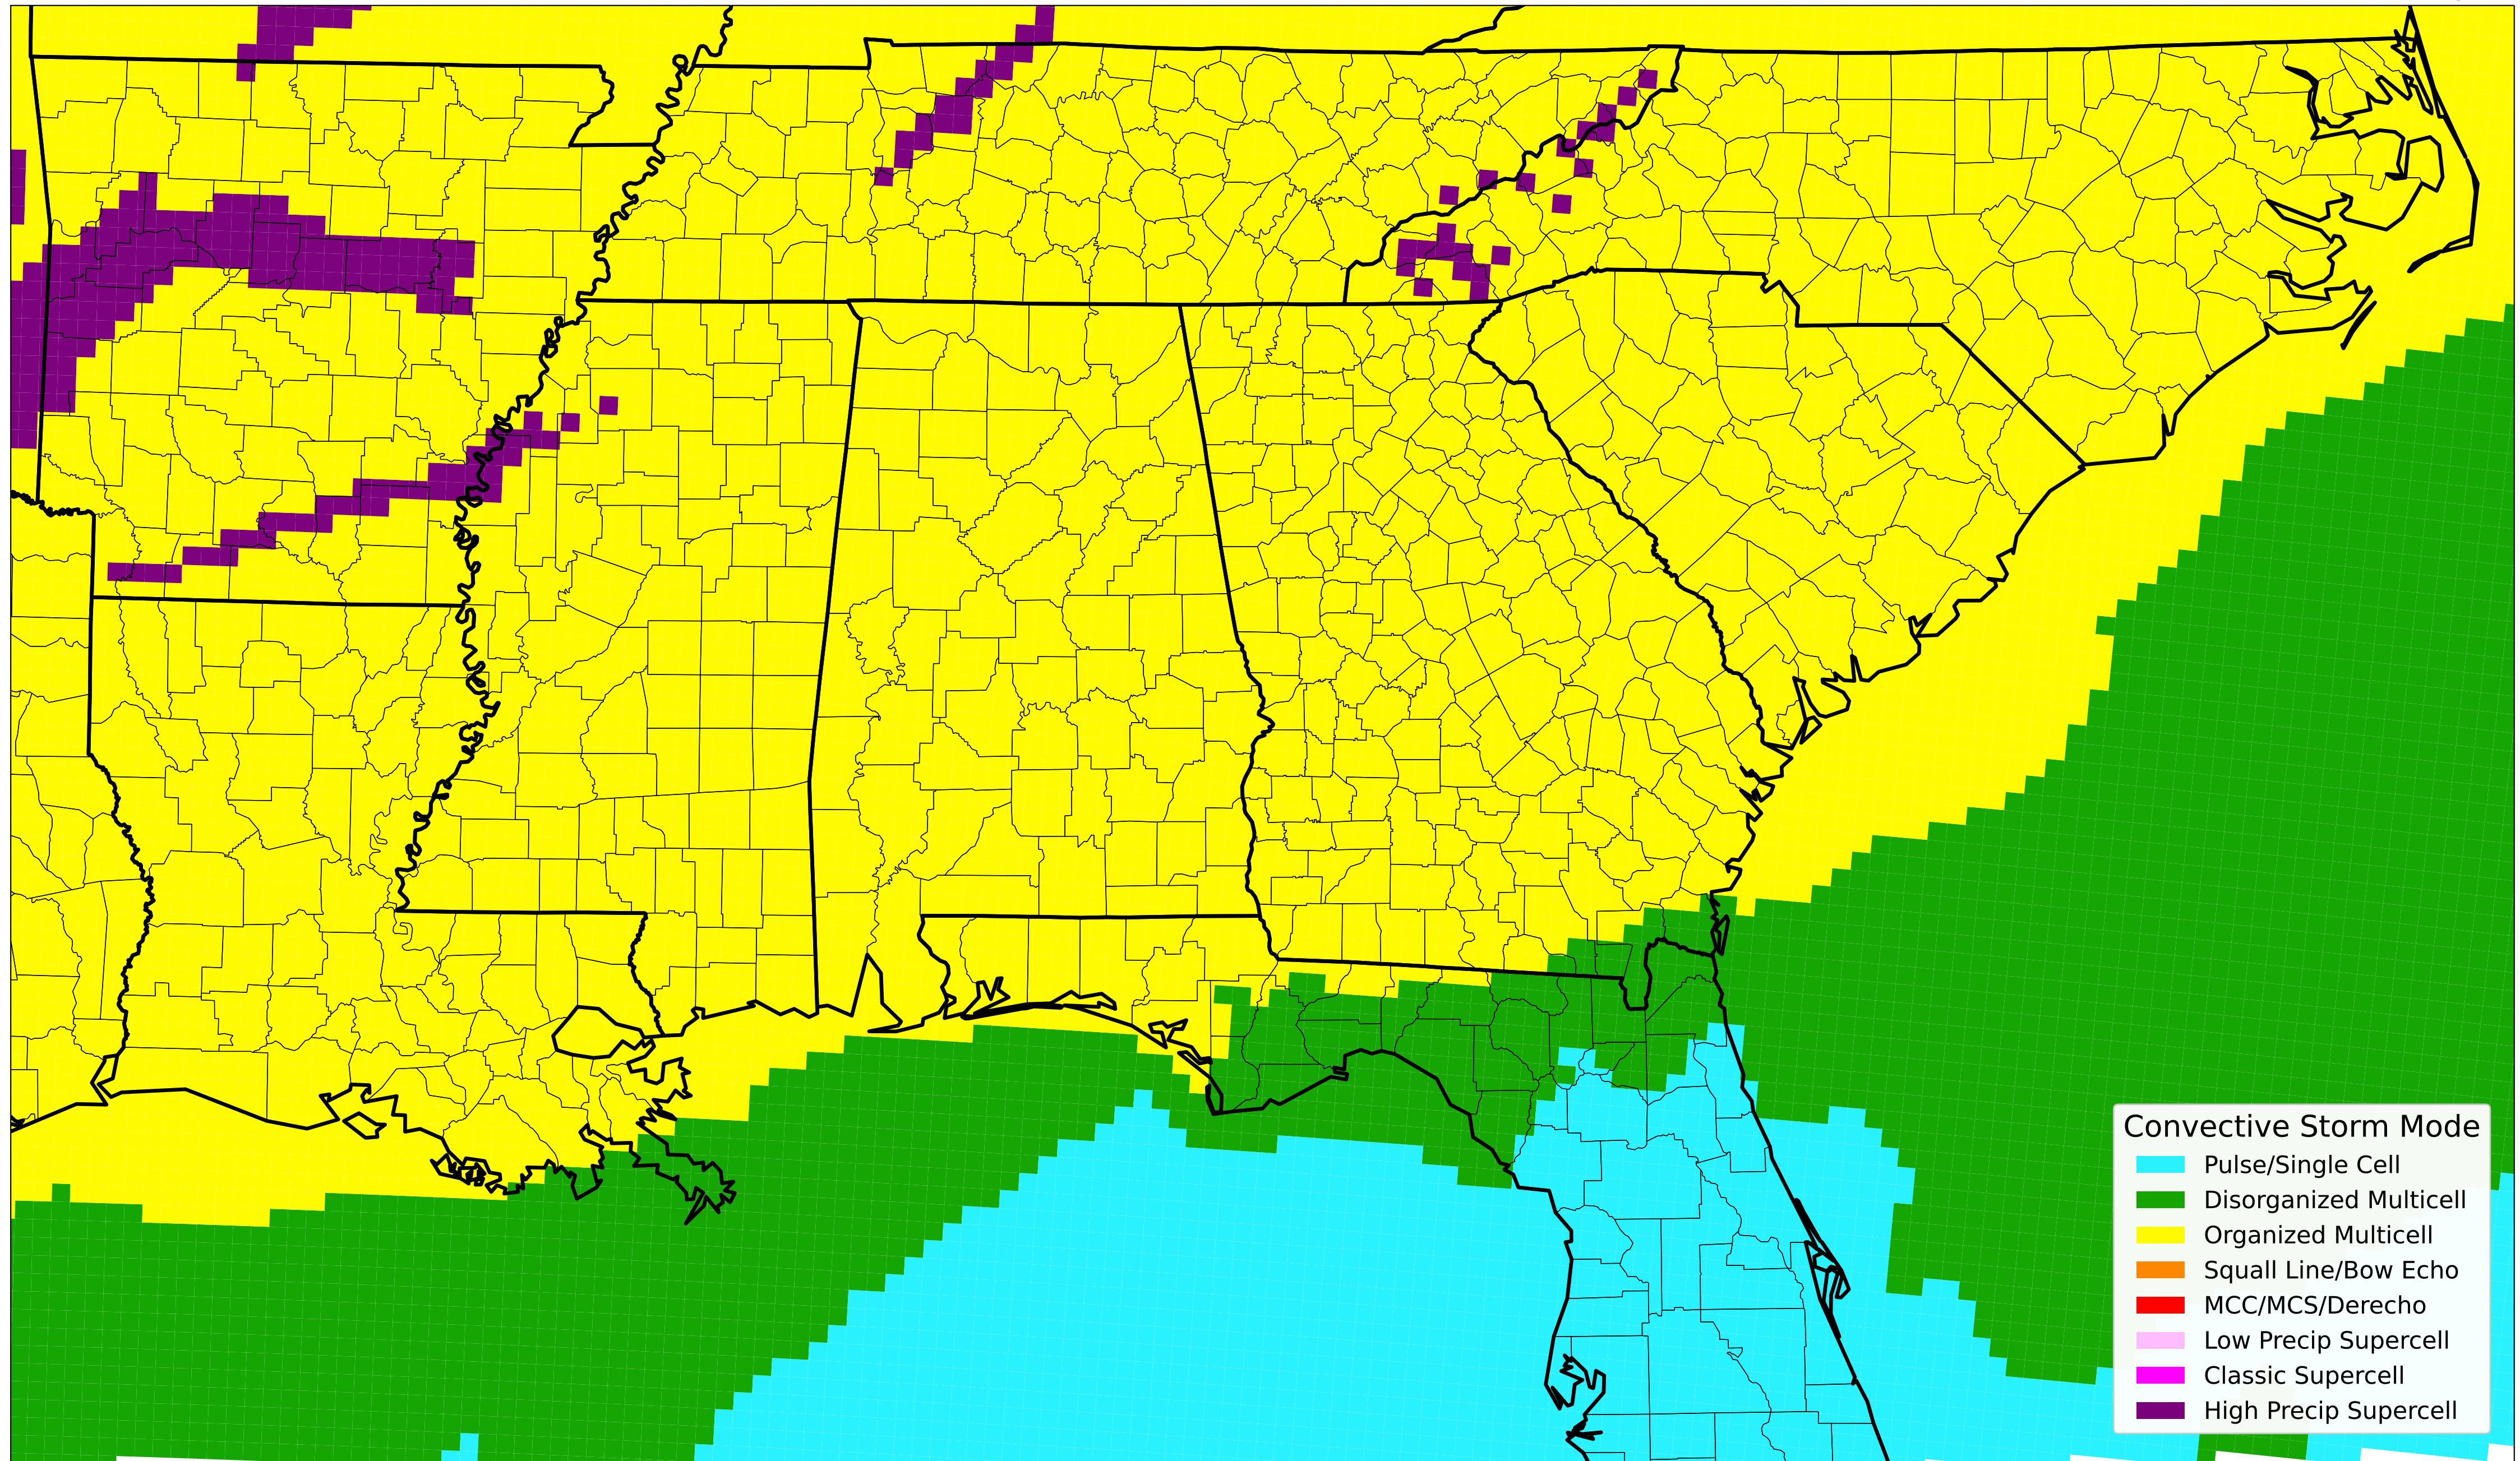 Convective Storm Mode
Pulse/Single Cell
Disorganized Multicell
Organized Multicell
Squall Line/Bow Echo
MCC/MCS/Derecho
Low Precip Supercell
Classic Supercell
High Precip Supercell